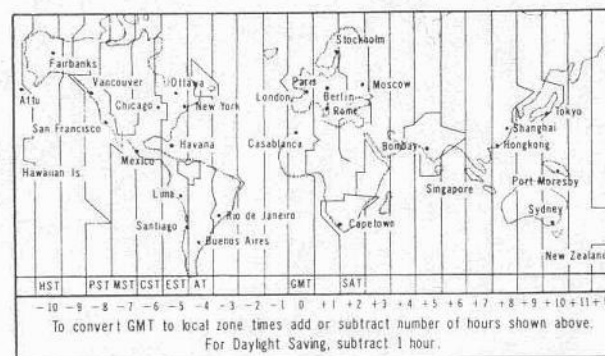 Stockholm
Fairbanks
Vancouver Ottawa Paris Moscow
Attu Chicago New York London Berlin
Rome Tokyo
San Francisco Shanghai
Mexico Havana Casablanca Bombay Hongkong
Hawaiian Is.
Lima Singapore Port Moresby
Rio de Janeiro Sydney
Santiago Capetown
Buenos Aires
New Zealand
HST PST MST CST EST AT GMT SAT
-10 -9 -8 -7 -6 -5 -4 -3 -2 -1 0 +1 +2 +3 +4 +5 +6 +7 +8 +9 +10 +11
To convert GMT to local zone times add or subtract number of hours shown above.
For Daylight Saving, subtract 1 hour.